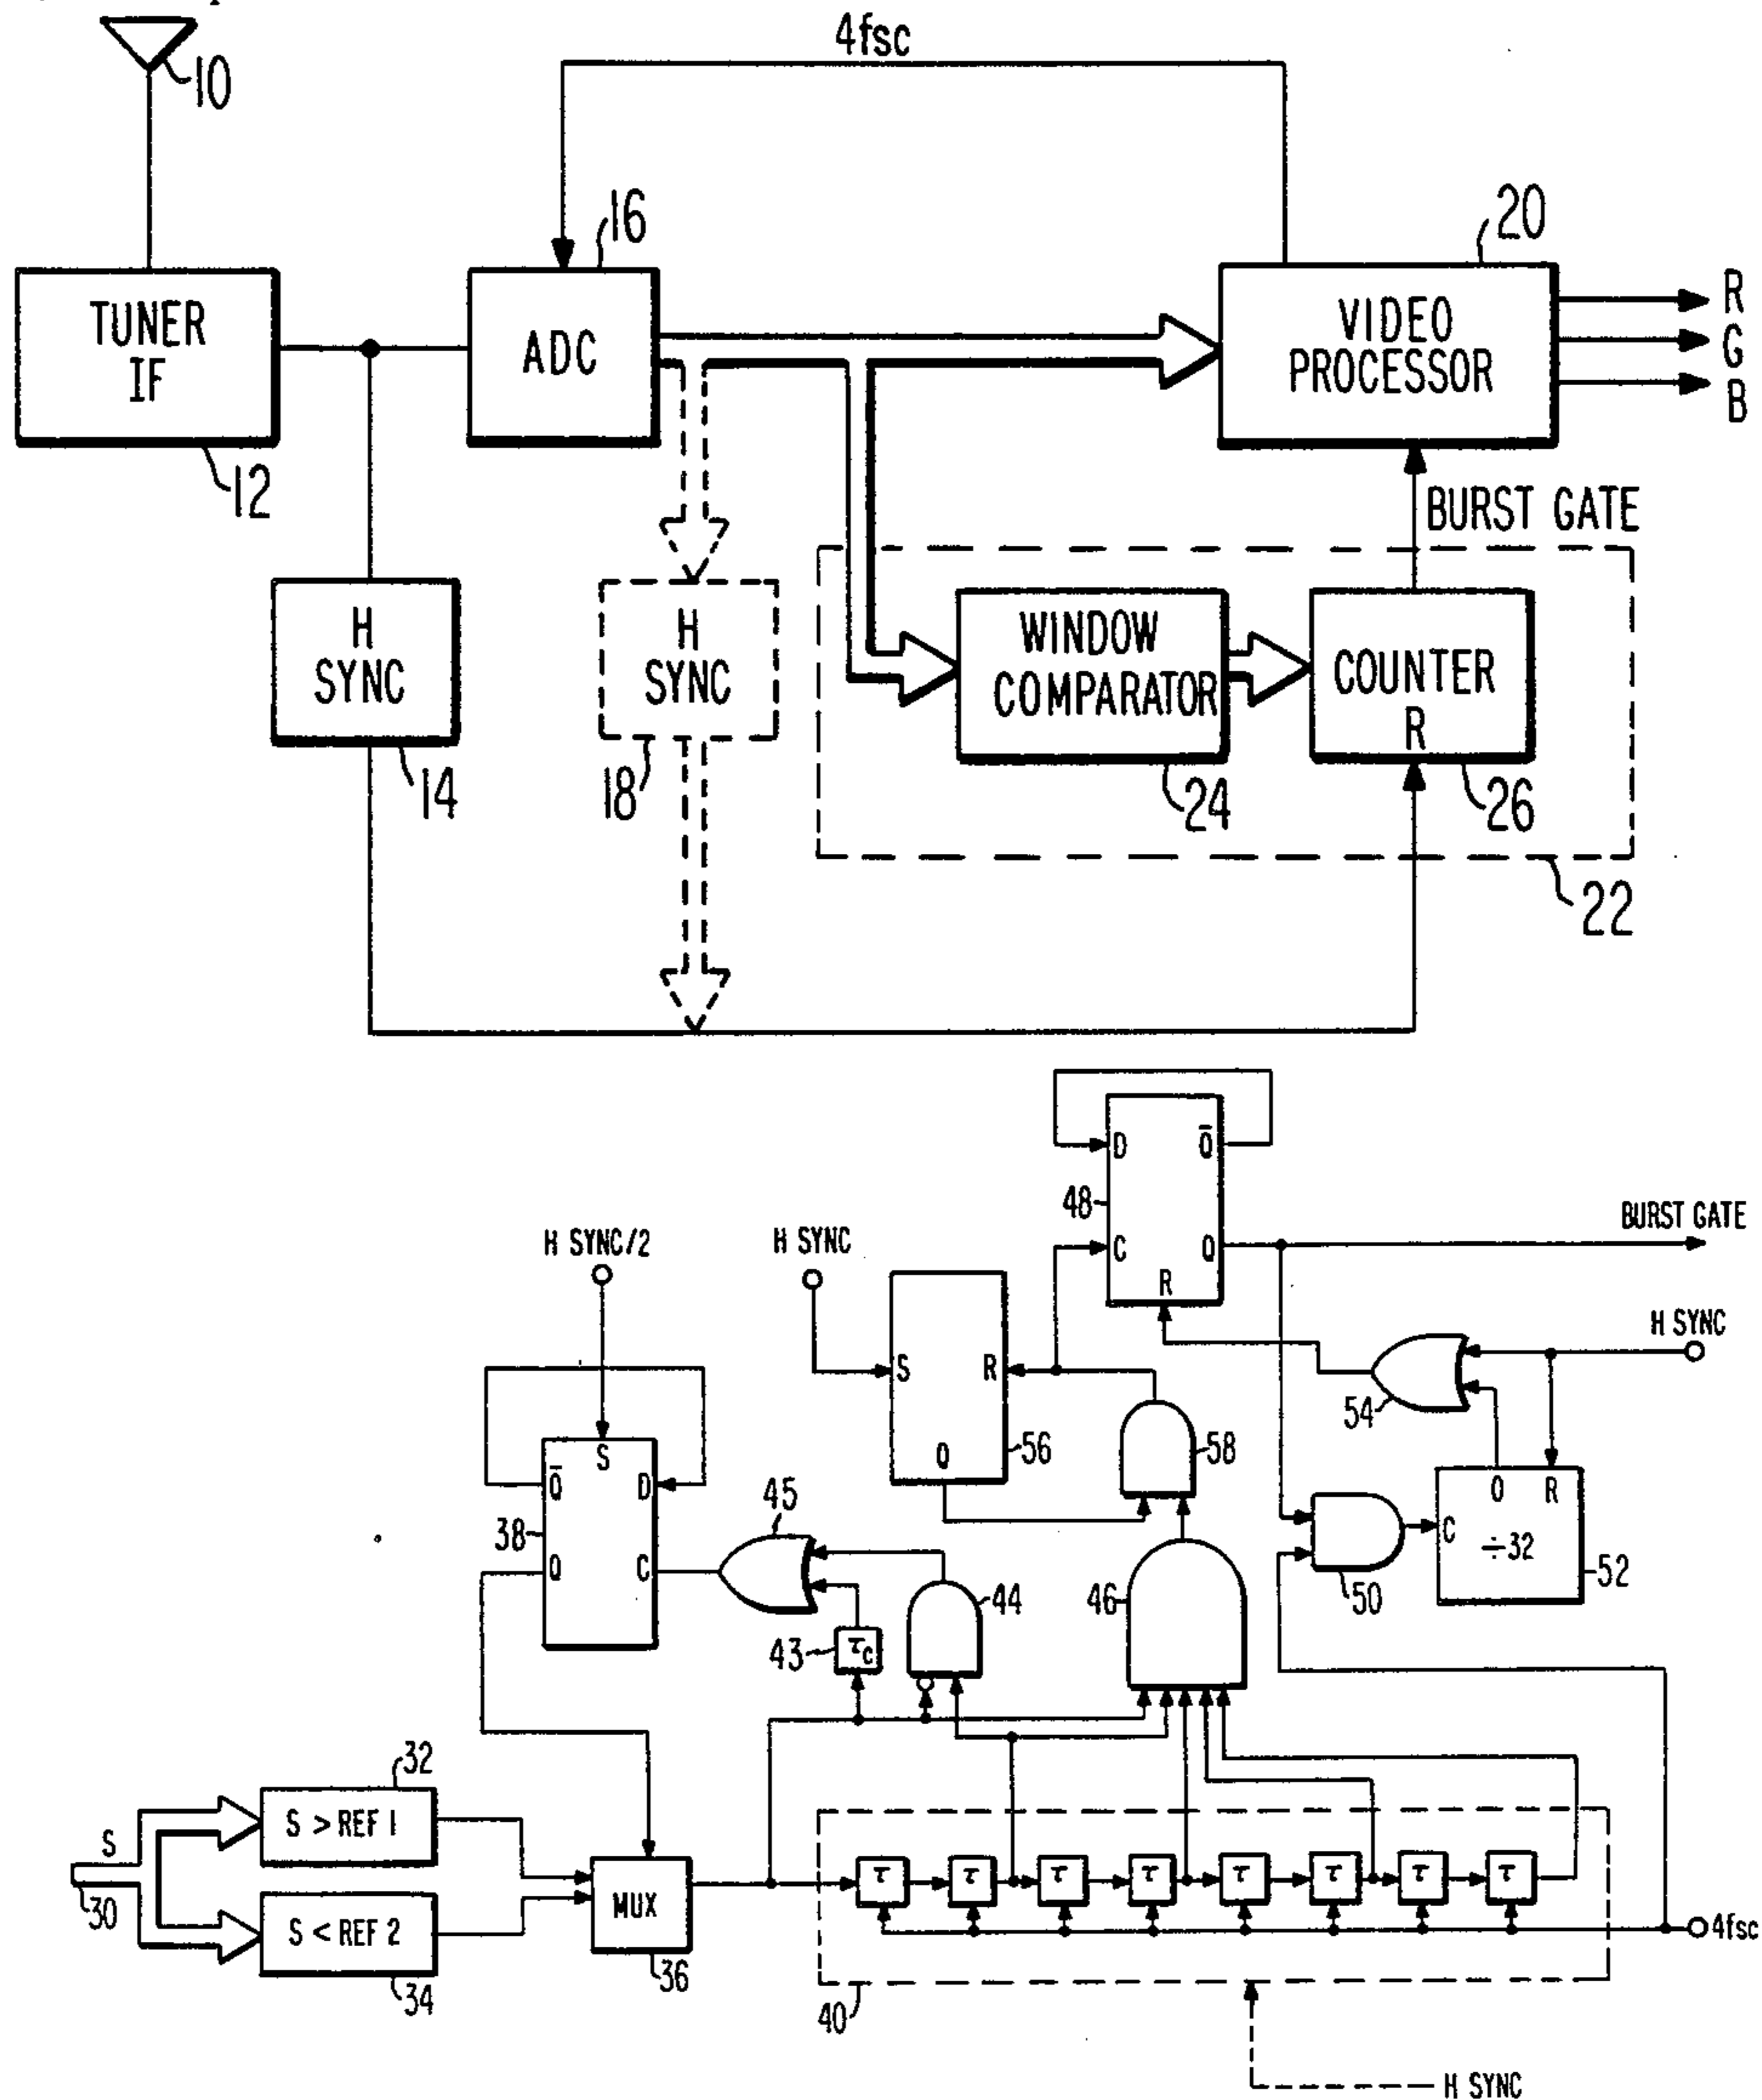 4fsc
10
16
20
TUNER
IF
ADC
VIDEO
PROCESSOR
R
G
B
12
BURST GATE
H
SYNC
H
SYNC
WINDOW
COMPARATOR
COUNTER
R
14
18
24
26
22
D
Q̅
48
C
Q
R
BURST GATE
H SYNC/2
H SYNC
H SYNC
S
R
Q
56
58
54
Q̅
S
D
38
Q
C
45
44
46
50
C
O
R
÷32
52
43
τc
32
S > REF 1
S
30
S < REF 2
34
MUX
36
τ
τ
τ
τ
τ
τ
τ
τ
4fsc
40
H SYNC